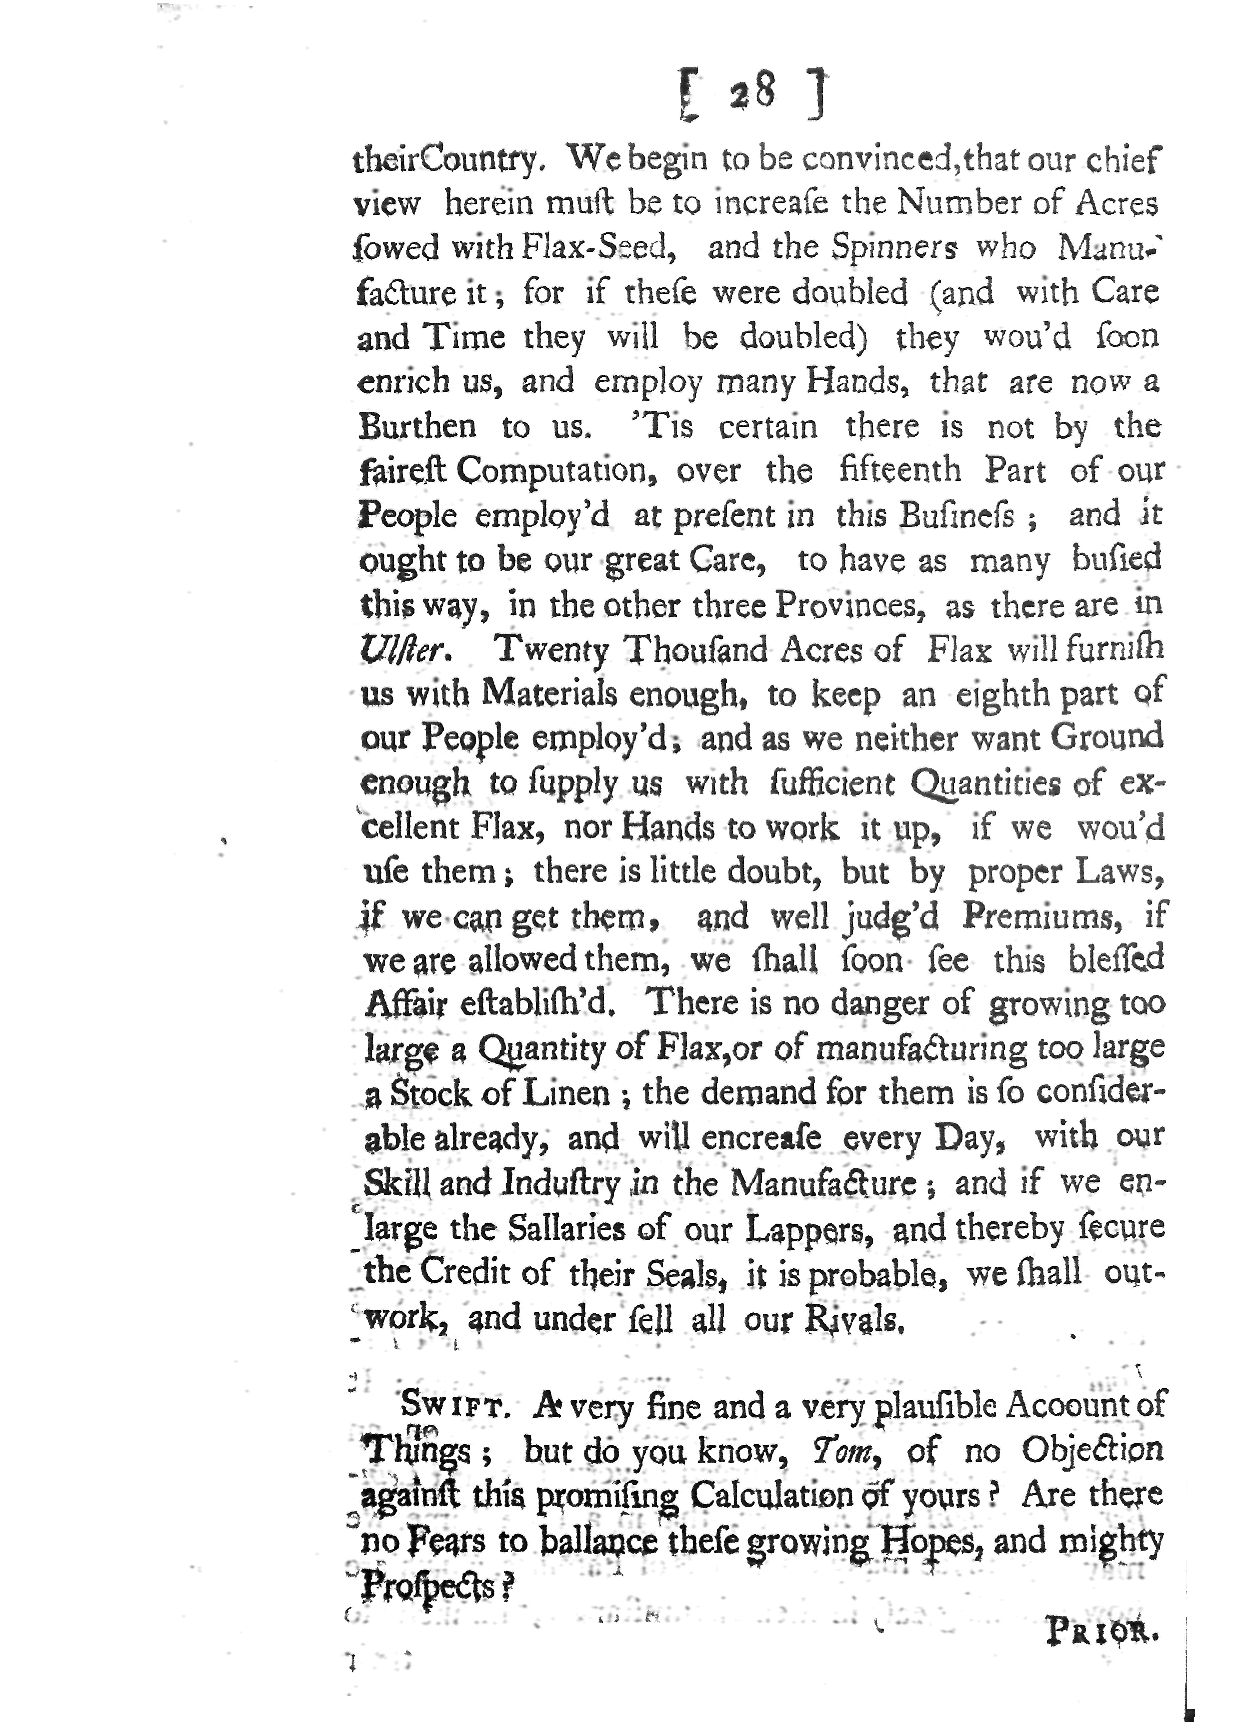 [ 28 ]
theirCountry. We begin to be convinced,that our chief
view herein muſt be to increaſe the Number of Acres
ſowed with Flax-Seed, and the Spinners who Manu-
facture it; for if theſe were doubled (and with Care
and Time they will be doubled) they wou'd ſoon
enrich us, and employ many Hands, that are now a
Burthen to us. 'Tis certain there is not by the
faireſt Computation, over the fifteenth Part of our
People employ'd at preſent in this Buſineſs; and it
ought to be our great Care, to have as many buſied
this way, in the other three Provinces, as there are in
Ulſter. Twenty Thouſand Acres of Flax will furniſh
us with Materials enough, to keep an eighth part of
our People employ'd; and as we neither want Ground
enough to ſupply us with ſufficient Quantities of ex-
cellent Flax, nor Hands to work it up, if we wou'd
uſe them; there is little doubt, but by proper Laws,
if we can get them, and well judg'd Premiums, if
we are allowed them, we ſhall ſoon ſee this bleſſed
Affair eſtabliſh'd. There is no danger of growing too
large a Quantity of Flax,or of manufacturing too large
a Stock of Linen; the demand for them is ſo conſider-
able already, and will encreaſe every Day, with our
Skill and Induſtry in the Manufacture; and if we en-
large the Sallaries of our Lappers, and thereby ſecure
the Credit of their Seals, it is probable, we ſhall out-
work, and under ſell all our Rivals.
SWIFT. A very fine and a very plauſible Acoount of
Things; but do you know, Tom, of no Objection
againſt this promiſing Calculation of yours? Are there
no Fears to ballance theſe growing Hopes, and mighty
Proſpects?
PRIOR.